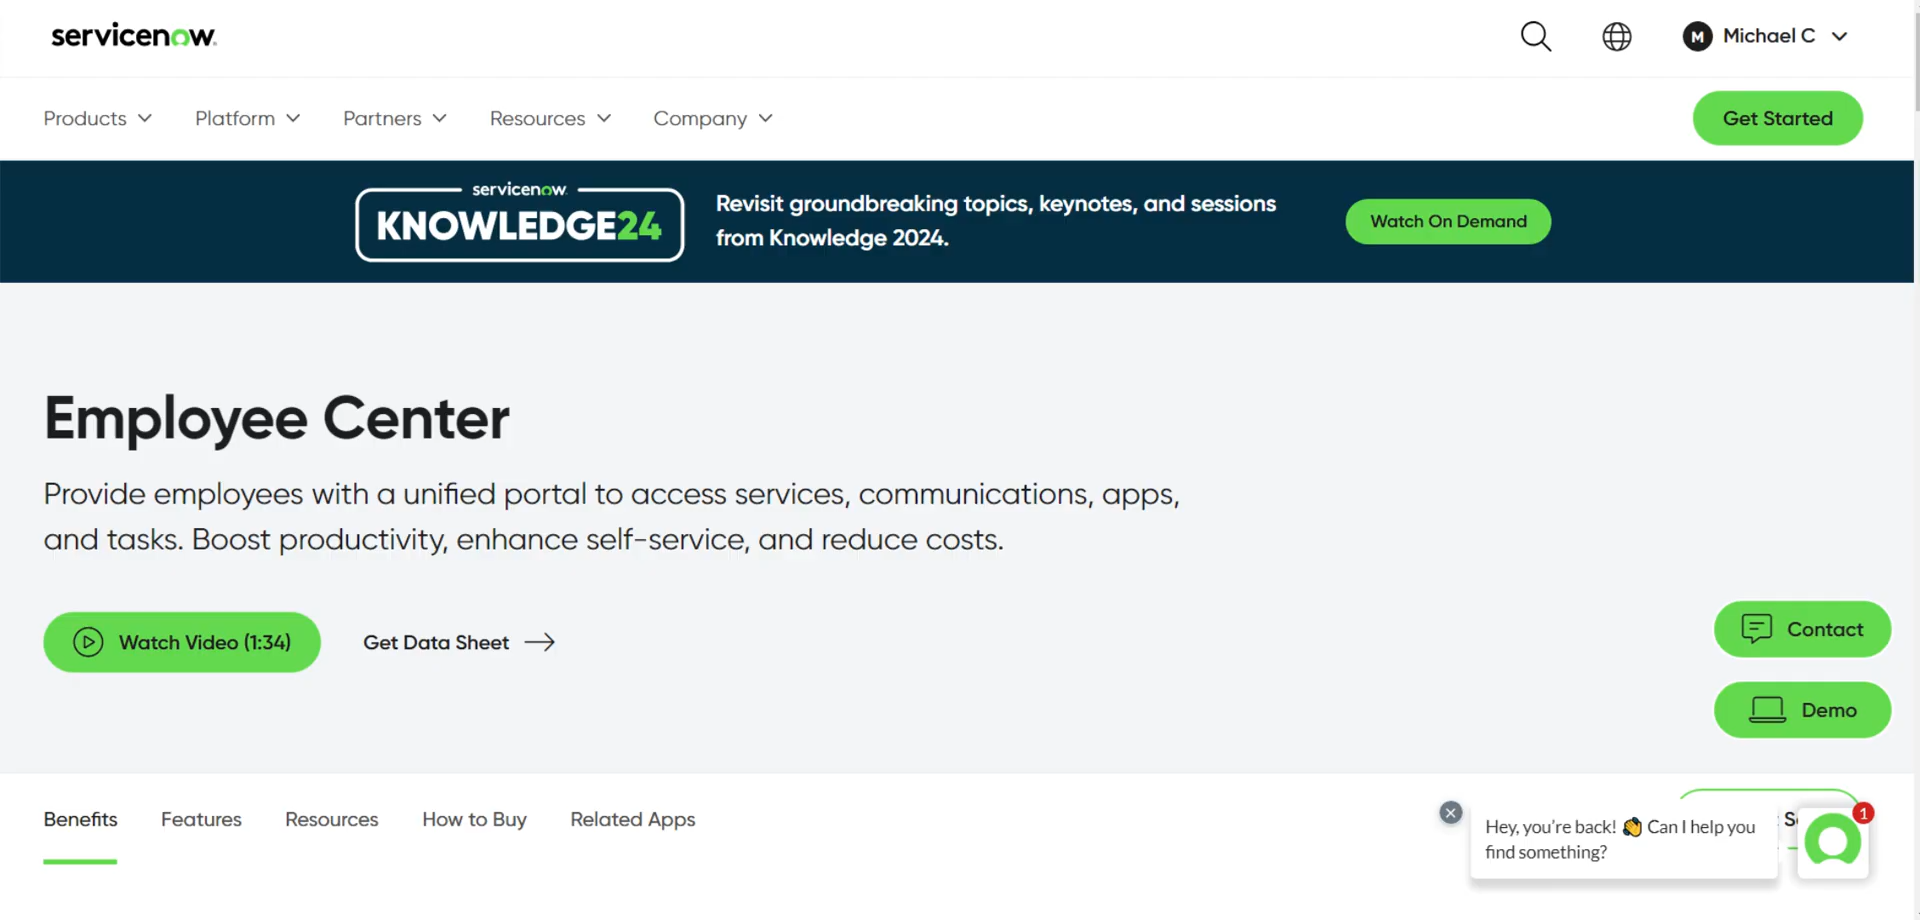 servicenow
M Michael C
Products
Platform
Partners
Resources
Company
Get Started
servicenow
KNOWLEDGE24
Revisit groundbreaking topics, keynotes, and sessions
from Knowledge 2024.
Watch On Demand
Employee Center
Provide employees with a unified portal to access services, communications, apps,
and tasks. Boost productivity, enhance self-service, and reduce costs.
Watch Video (1:34)
Get Data Sheet
Contact
Demo
Benefits
Features
Resources
How to Buy
Related Apps
Hey, you're back! 👏 Can I help you
find something?
1